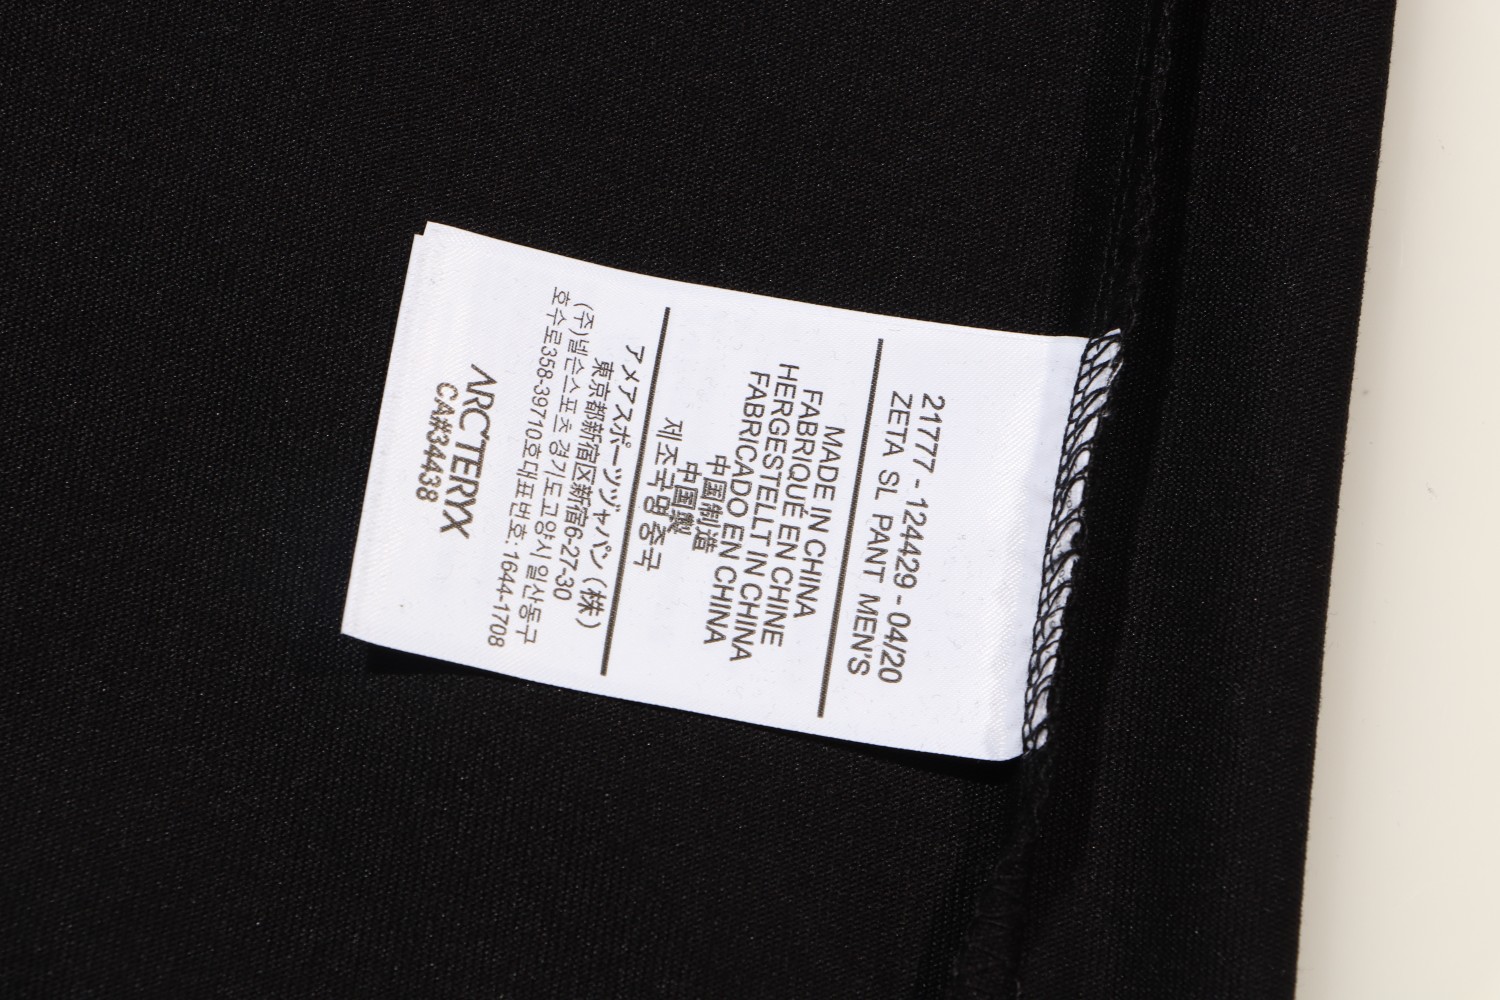 21777 - 124429 - 04/20
ZETA SL PANT MEN'S
MADE IN CHINA
FABRIQUÉ EN CHINE
HERGESTELLT IN CHINA
FABRICADO EN CHINA
中国制造
中国製
제조국명 중국
アメアスポーツジャパン（株）
東京都新宿区新宿6-27-30
(주)넬슨스포츠 경기도 고양시 일산동구
호수로358-39710호대표번호: 1644-1708
ARC'TERYX
CA#34438